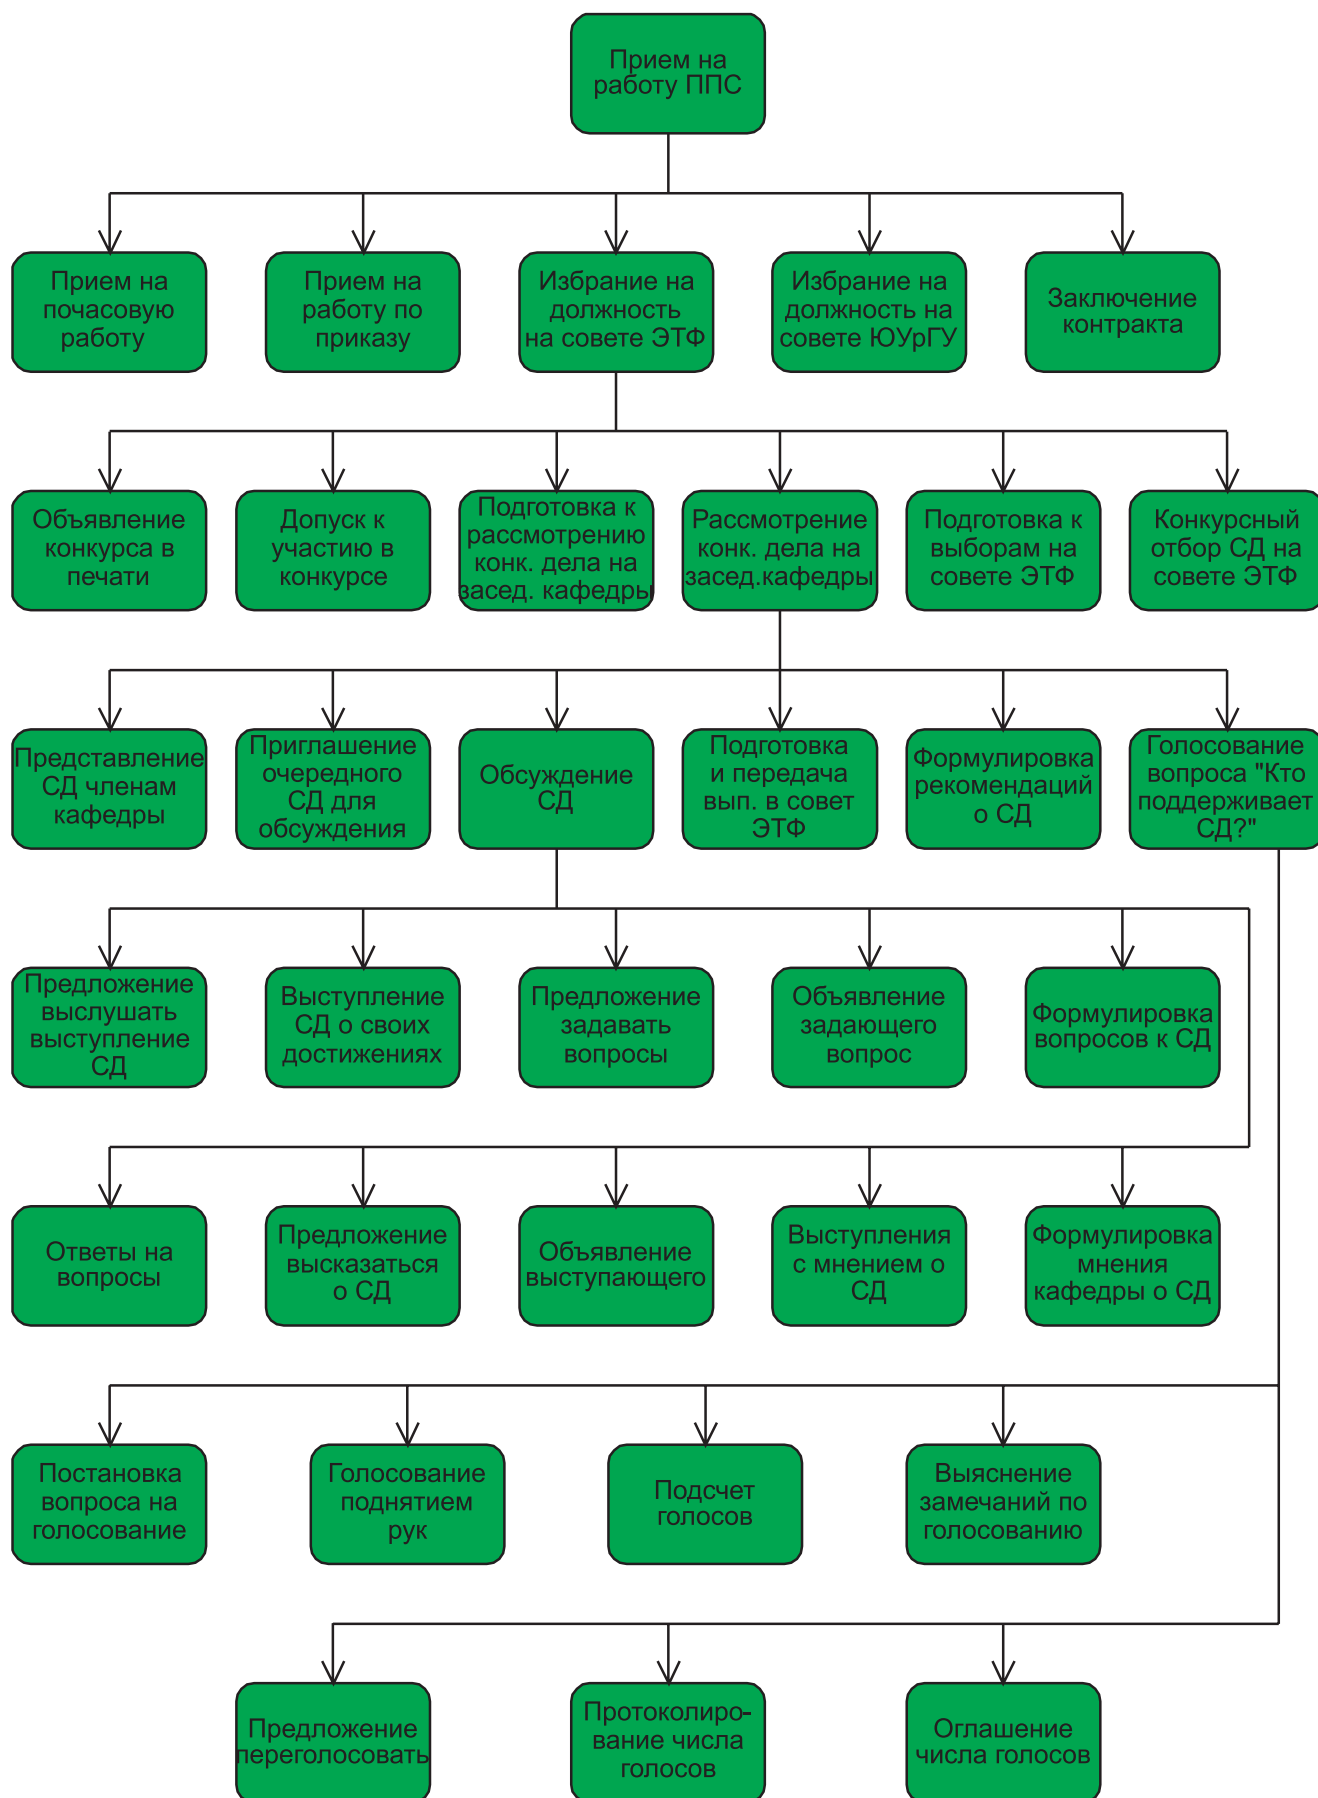 Прием на
работу ППС
Прием на
почасовую
работу
Прием на
работу по
приказу
Избрание на
должность
на совете ЭТФ
Избрание на
должность на
совете ЮУрГУ
Заключение
контракта
Объявление
конкурса в
печати
Допуск к
участию в
конкурсе
Подготовка к
рассмотрению
конк. дела на
засед. кафедры
Рассмотрение
конк. дела на
засед.кафедры
Подготовка к
выборам на
совете ЭТФ
Конкурсный
отбор СД на
совете ЭТФ
Представление
СД членам
кафедры
Приглашение
очередного
СД для
обсуждения
Обсуждение
СД
Подготовка
и передача
вып. в совет
ЭТФ
Формулировка
рекомендаций
о СД
Голосование
вопроса "Кто
поддерживает
СД?"
Предложение
выслушать
выступление
СД
Выступление
СД о своих
достижениях
Предложение
задавать
вопросы
Объявление
задающего
вопрос
Формулировка
вопросов к СД
Ответы на
вопросы
Предложение
высказаться
о СД
Объявление
выступающего
Выступления
с мнением о
СД
Формулировка
мнения
кафедры о СД
Постановка
вопроса на
голосование
Голосование
поднятием
рук
Подсчет
голосов
Выяснение
замечаний по
голосованию
Предложение
переголосовать
Протоколиро-
вание числа
голосов
Оглашение
числа голосов